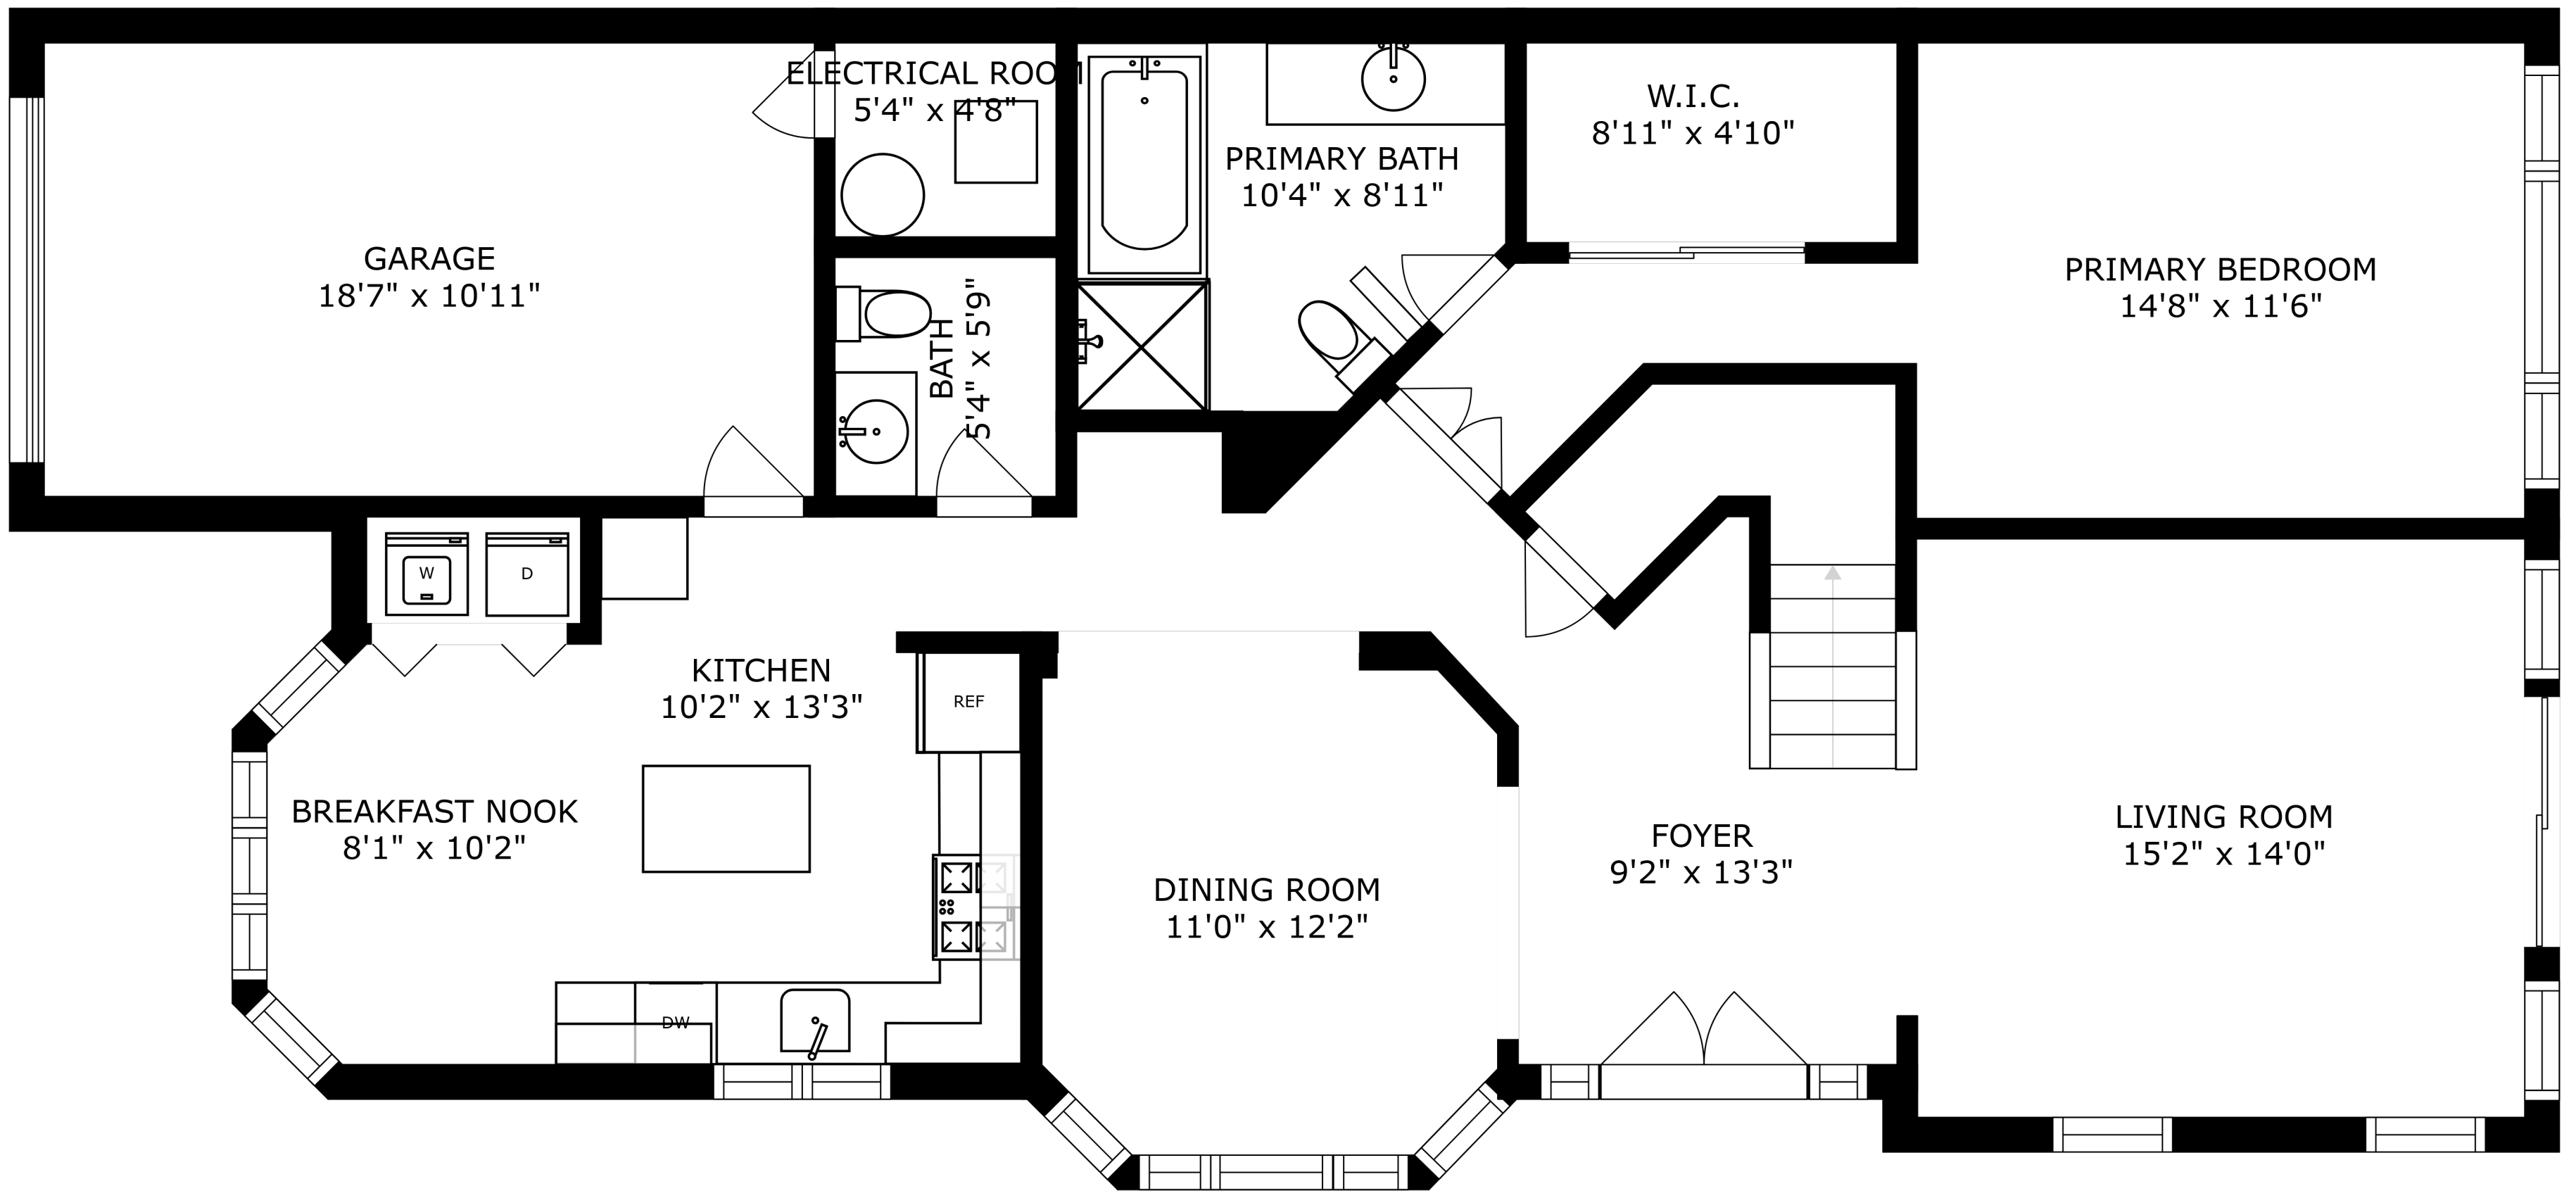 ELECTRICAL ROOM
5'4" x 4'8"
W.I.C.
8'11" x 4'10"
PRIMARY BATH
10'4" x 8'11"
GARAGE
18'7" x 10'11"
PRIMARY BEDROOM
14'8" x 11'6"
BATH
5'4" x 5'9"
W
D
KITCHEN
10'2" x 13'3"
REF
BREAKFAST NOOK
8'1" x 10'2"
LIVING ROOM
15'2" x 14'0"
FOYER
9'2" x 13'3"
DINING ROOM
11'0" x 12'2"
DW